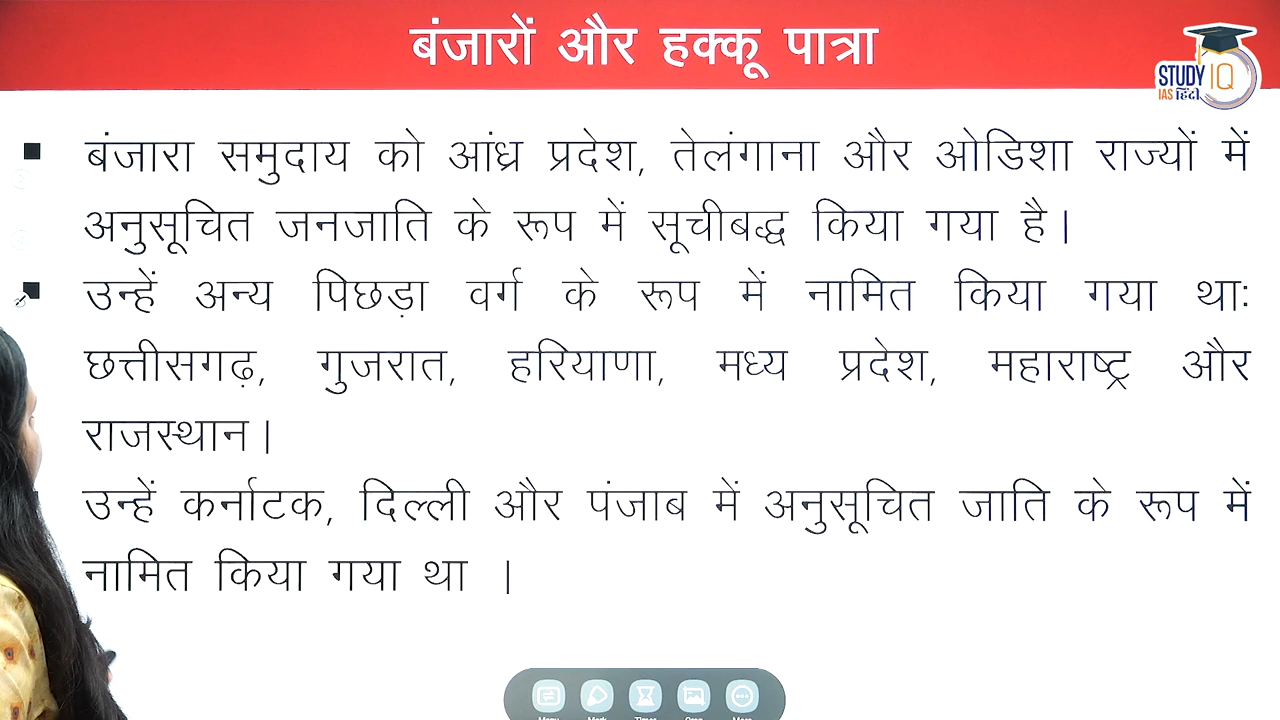 बंजारों और हक्कू पात्रा
STUDY IQ
IAS हिंदी
■ बंजारा समुदाय को आंध्र प्रदेश, तेलंगाना और ओडिशा राज्यों में
अनुसूचित जनजाति के रूप में सूचीबद्ध किया गया है।
■ उन्हें अन्य पिछड़ा वर्ग के रूप में नामित किया गया थाः
छत्तीसगढ़, गुजरात, हरियाणा, मध्य प्रदेश, महाराष्ट्र और
राजस्थान।
उन्हें कर्नाटक, दिल्ली और पंजाब में अनुसूचित जाति के रूप में
नामित किया गया था ।